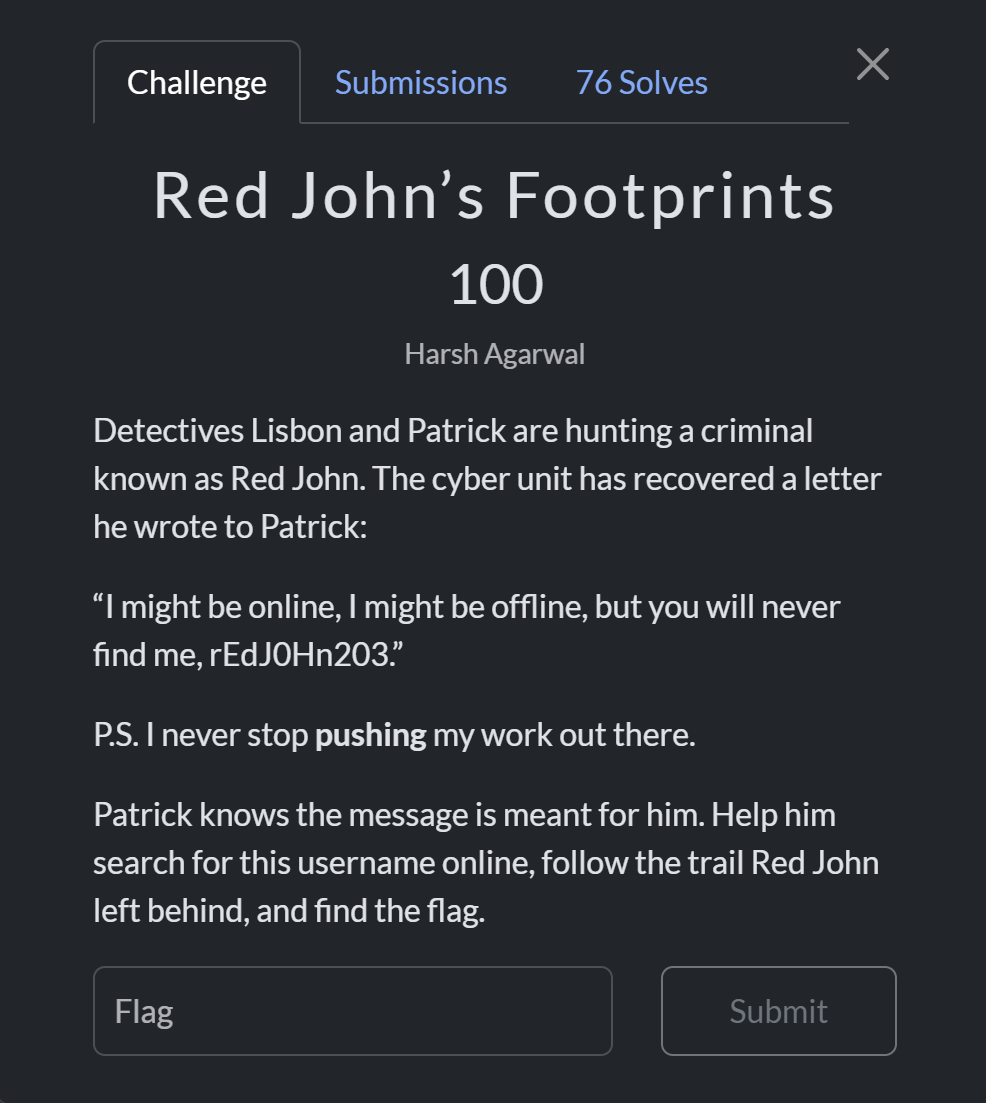 Challenge
Submissions
76 Solves
Red John’s Footprints
100
Harsh Agarwal
Detectives Lisbon and Patrick are hunting a criminal
known as Red John. The cyber unit has recovered a letter
he wrote to Patrick:
“I might be online, I might be offline, but you will never
find me, rEdJ0Hn203.”
P.S. I never stop pushing my work out there.
Patrick knows the message is meant for him. Help him
search for this username online, follow the trail Red John
left behind, and find the flag.
Flag
Submit